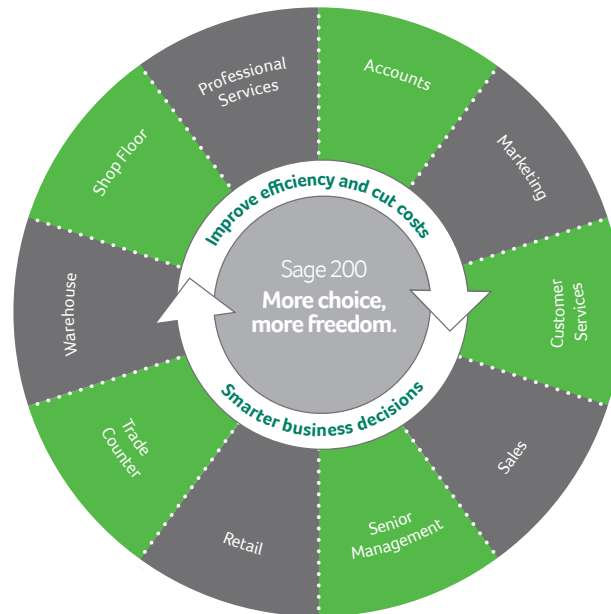 Professional
Services
Accounts
Marketing
Customer
Services
Sales
Senior
Management
Retail
Trade
Counter
Warehouse
Shop Floor
Improve efficiency and cut costs
Sage 200
More choice,
more freedom.
Smarter business decisions